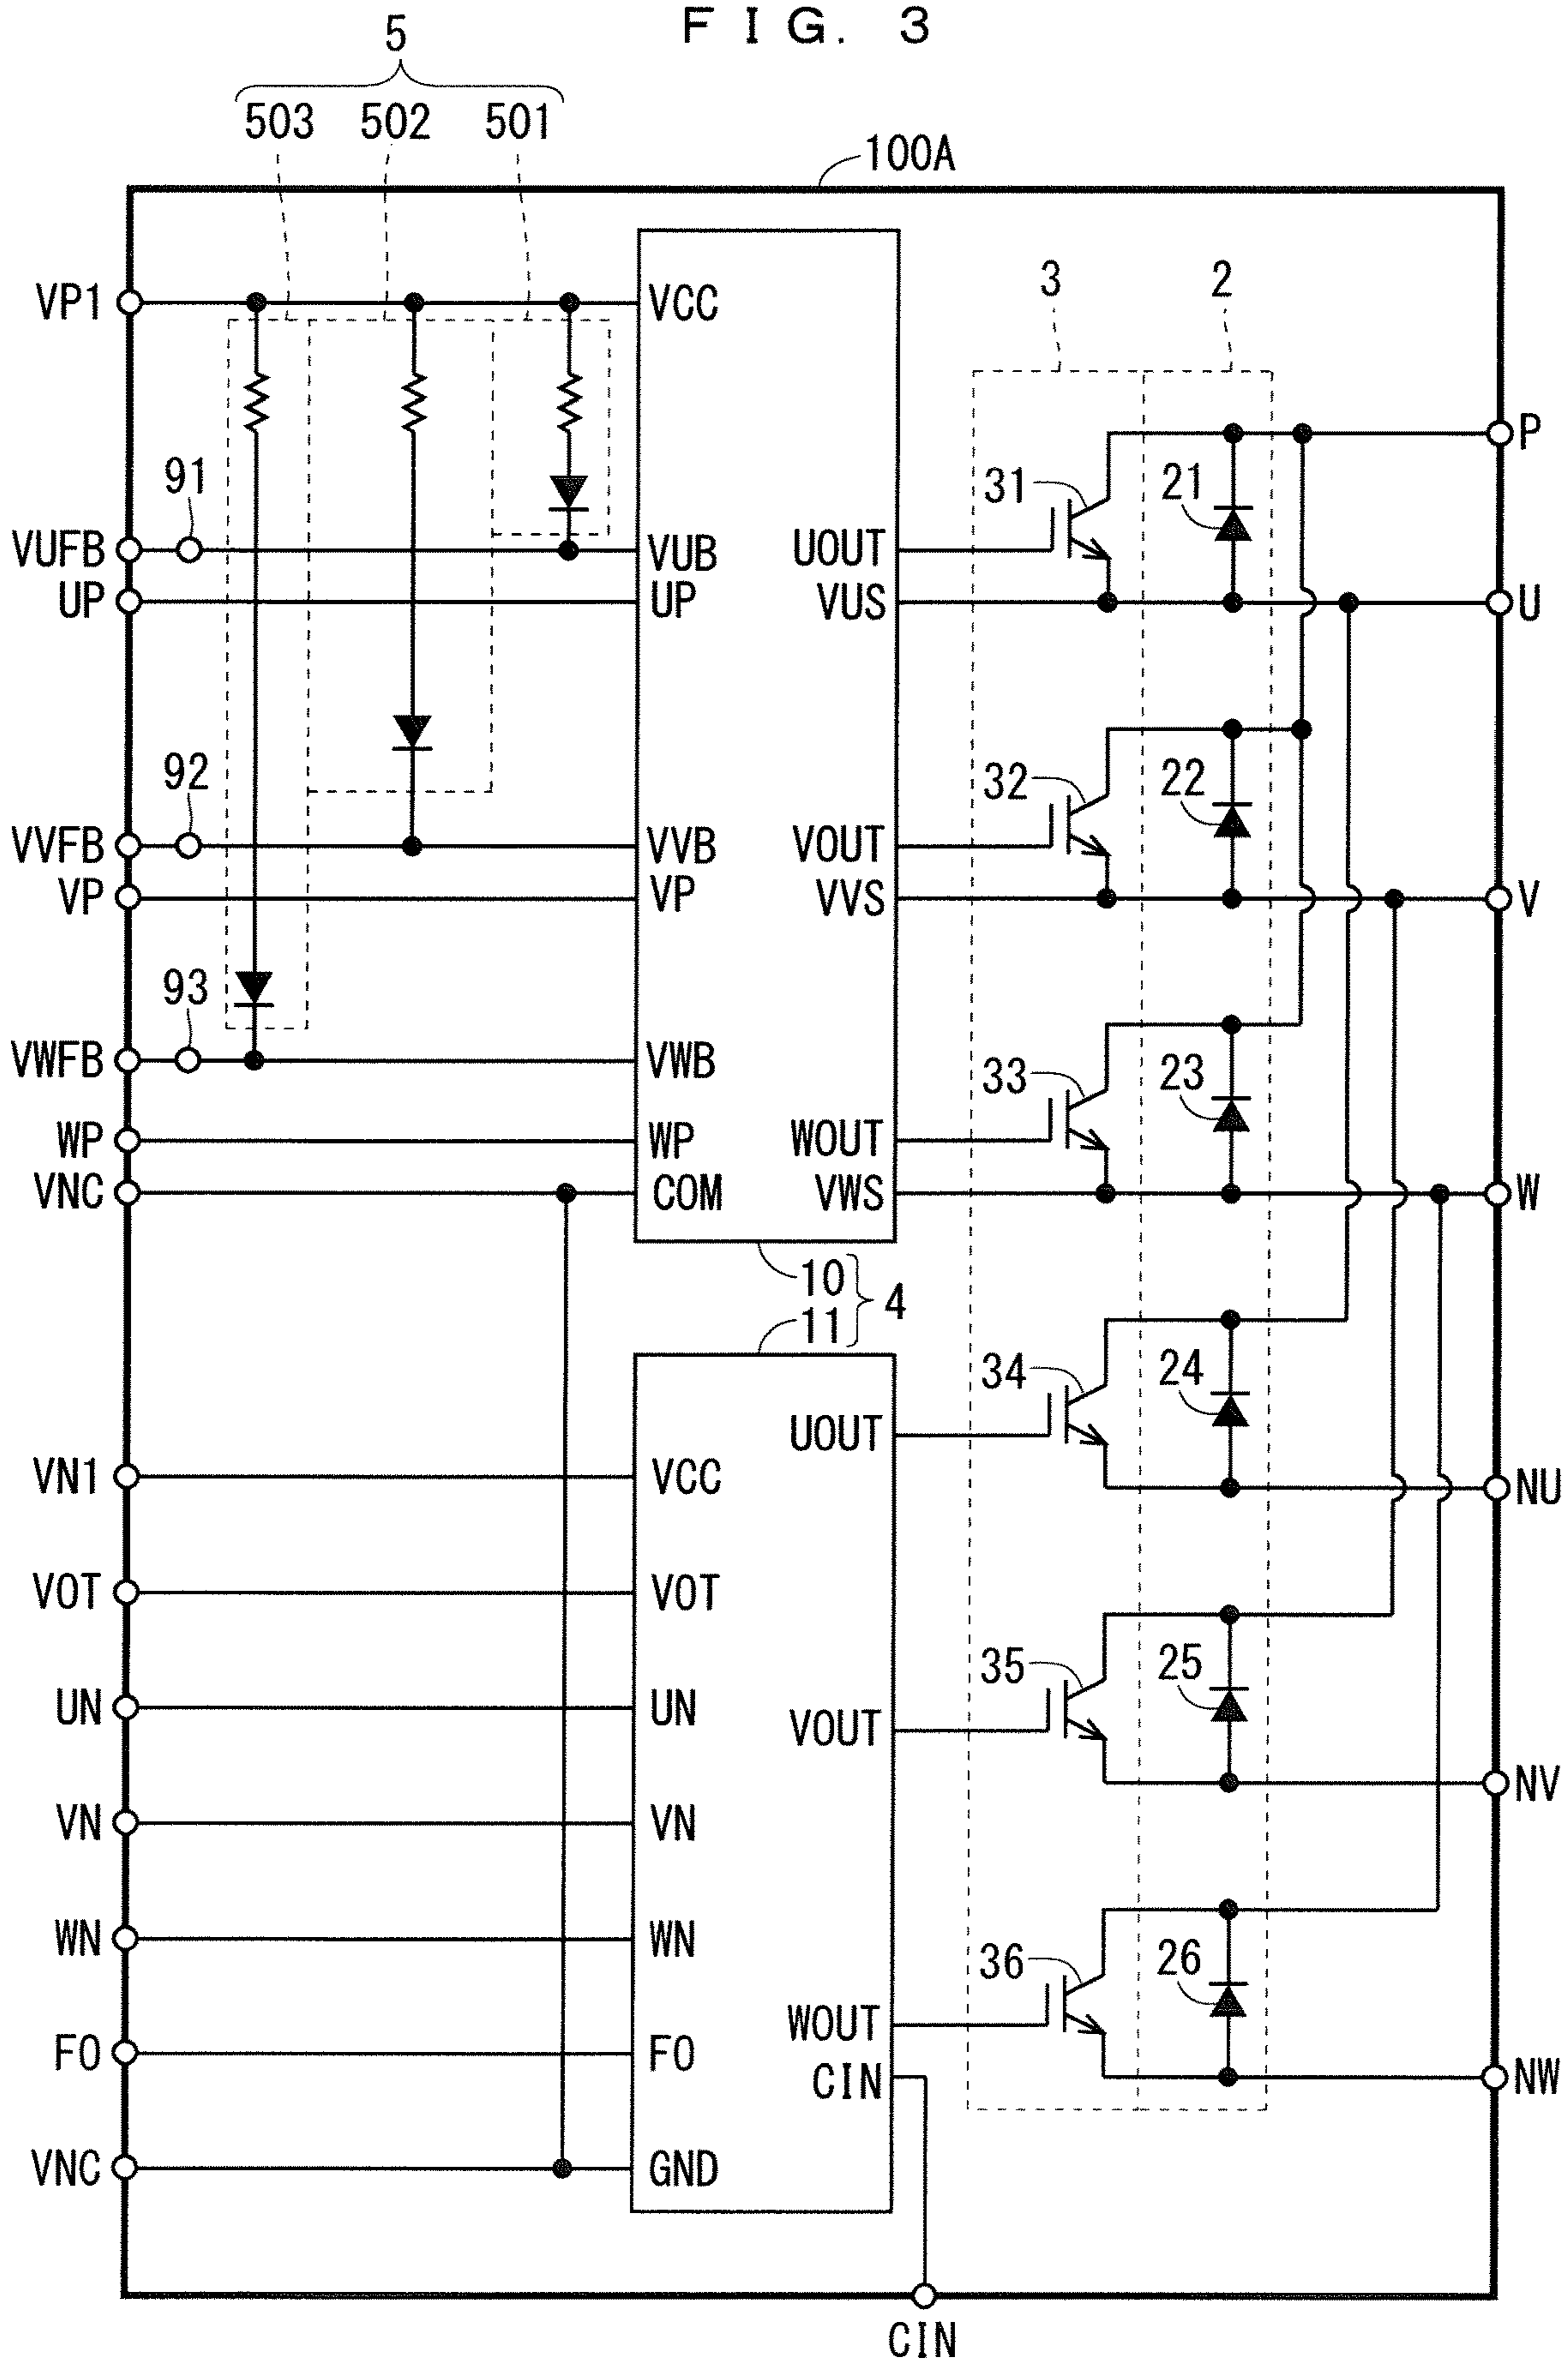 FIG. 3
5
503 502 501
100A
VP1 VCC
3 2
P
91 31 21
VUFB VUB UOUT
UP UP VUS U
92 32 22
VVFB VVB VOUT
VP VP VVS V
93 33 23
VWFB VWB
WP WP WOUT
VNC COM VWS W
10
4
11
34 24
UOUT
VN1 VCC NU
VOT VOT
35 25
UN UN VOUT
NV
VN VN
WN WN 36 26
WOUT
FO FO
CIN NW
VNC GND
CIN